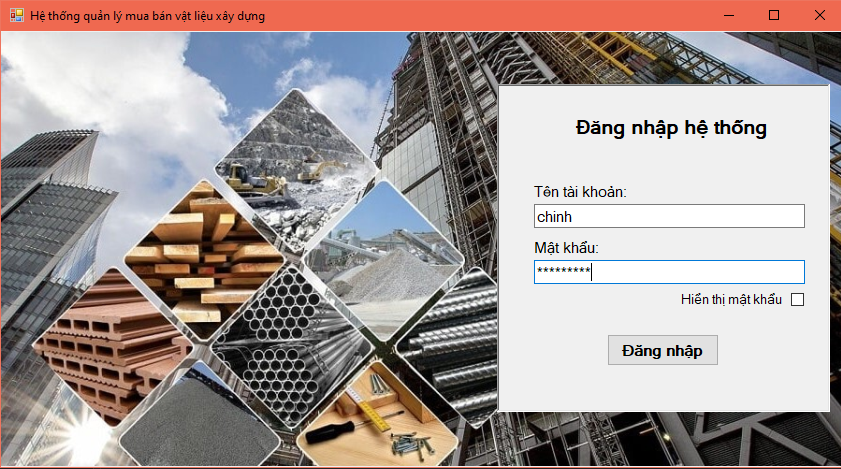 Hệ thống quản lý mua bán vật liệu xây dựng
Đăng nhập hệ thống
Tên tài khoản:
chinh
Mật khẩu:
*********
Hiển thị mật khẩu
Đăng nhập